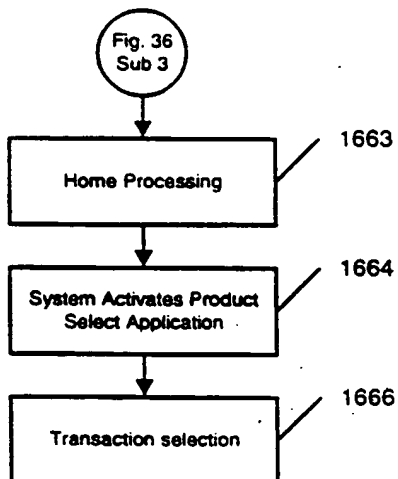 Fig. 36
Sub 3
1663
Home Processing
1664
System Activates Product
Select Application
1666
Transaction selection